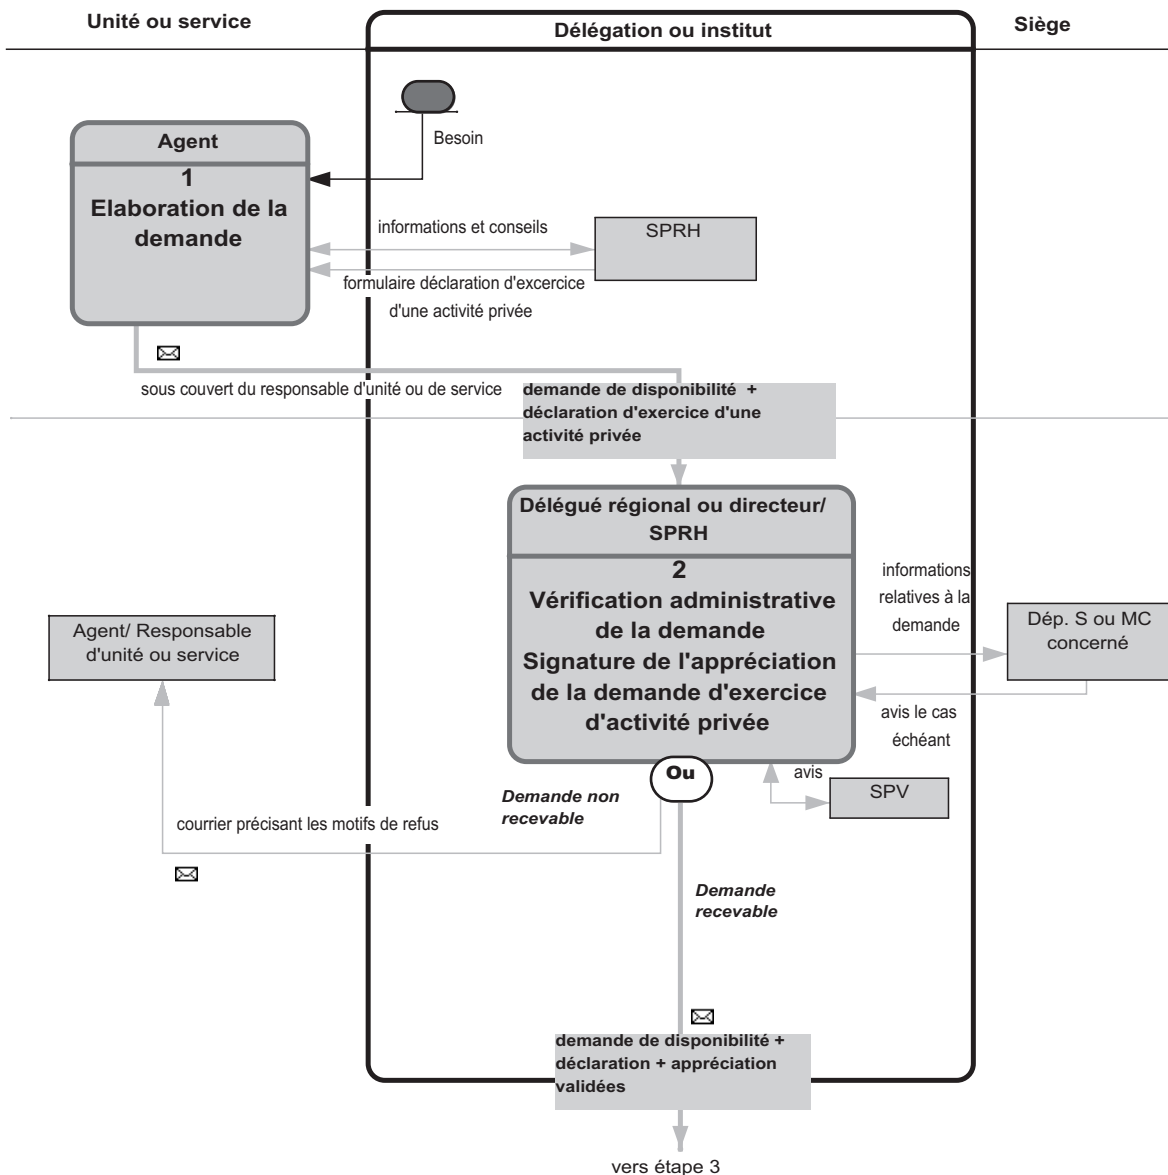 Unité ou service
Délégation ou institut
Siège
Besoin
Agent
1
Elaboration de la
demande
informations et conseils
SPRH
formulaire déclaration d'excercice
d'une activité privée
sous couvert du responsable d'unité ou de service
demande de disponibilité +
déclaration d'exercice d'une
activité privée
Délégué régional ou directeur/
SPRH
2
Vérification administrative
de la demande
Signature de l'appréciation
de la demande d'exercice
d'activité privée
informations
relatives à la
demande
Dép. S ou MC
concerné
avis le cas
échéant
Agent/ Responsable
d'unité ou service
Ou
avis
SPV
Demande non
recevable
courrier précisant les motifs de refus
Demande
recevable
demande de disponibilité +
déclaration + appréciation
validées
vers étape 3